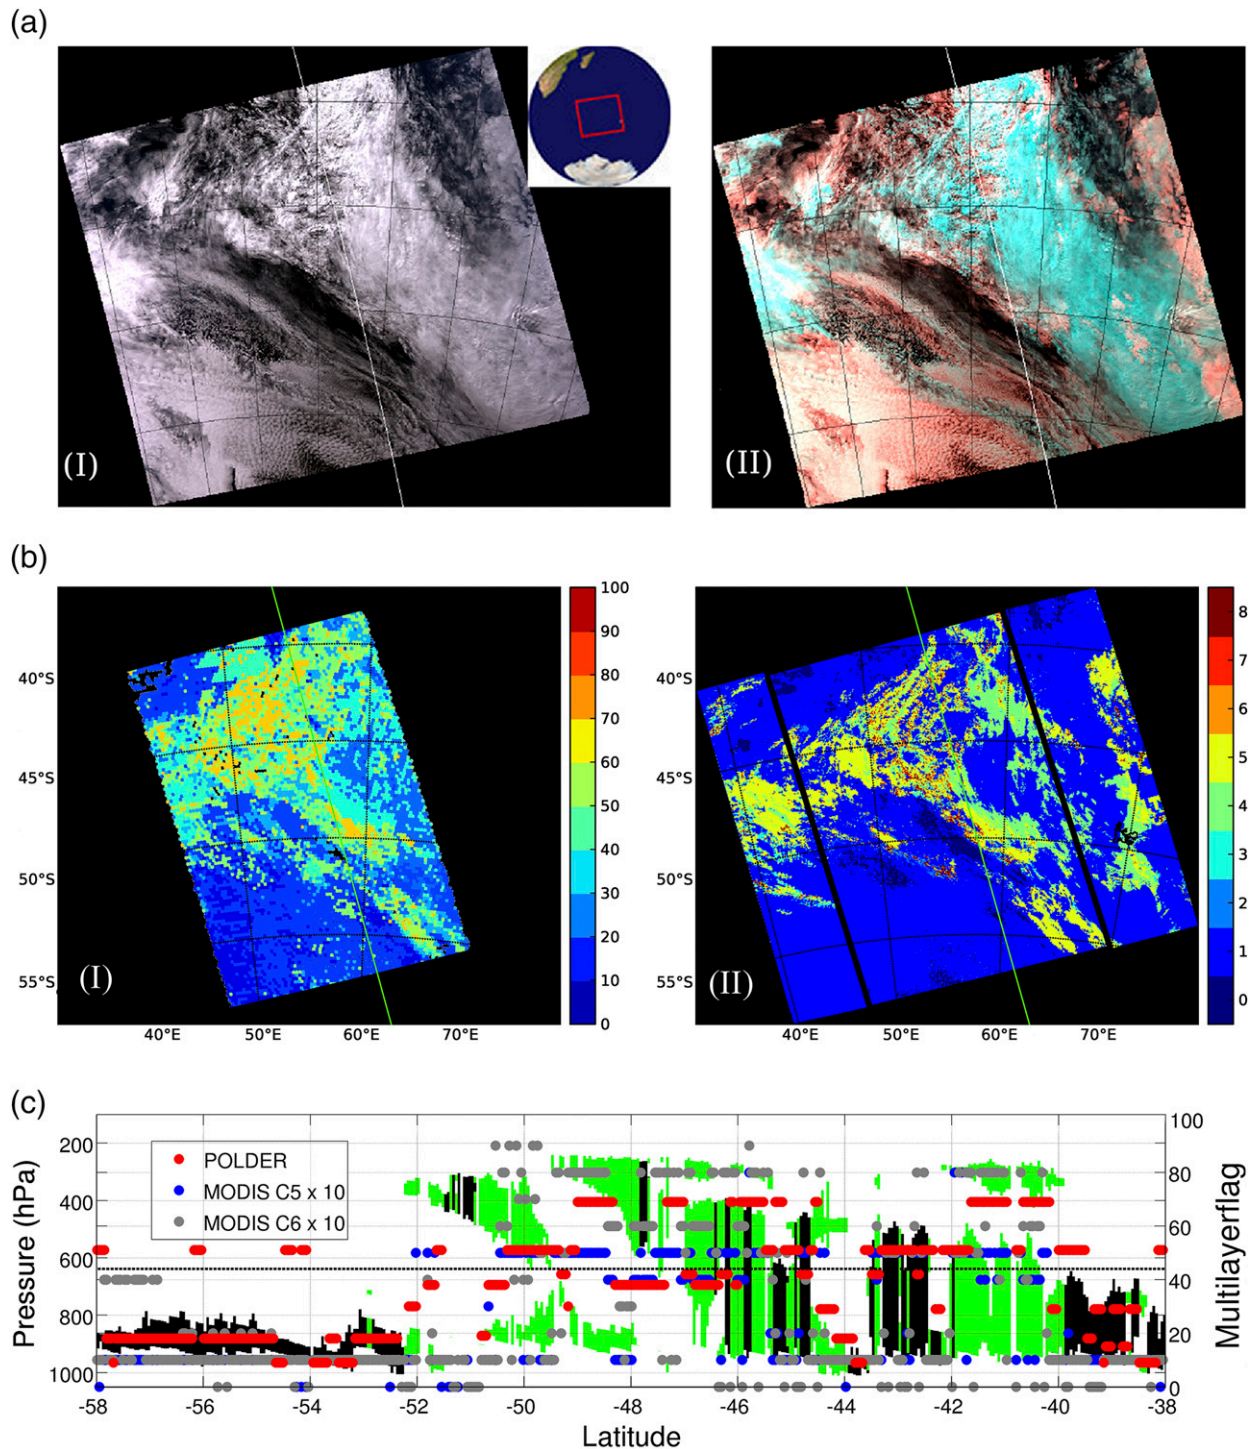 (a)
(I)
(II)
(b)
100
90
80
70
60
50
40
30
20
10
0
40°S
45°S
50°S
55°S
(I)
40°E 50°E 60°E 70°E
8
7
6
5
4
3
2
1
0
40°S
45°S
50°S
55°S
(II)
40°E 50°E 60°E 70°E
(c)
Pressure (hPa)
200
400
600
800
1000
POLDER
MODIS C5 x 10
MODIS C6 x 10
100
80
60
40
20
0
Multilayerflag
-58 -56 -54 -52 -50 -48 -46 -44 -42 -40 -38
Latitude